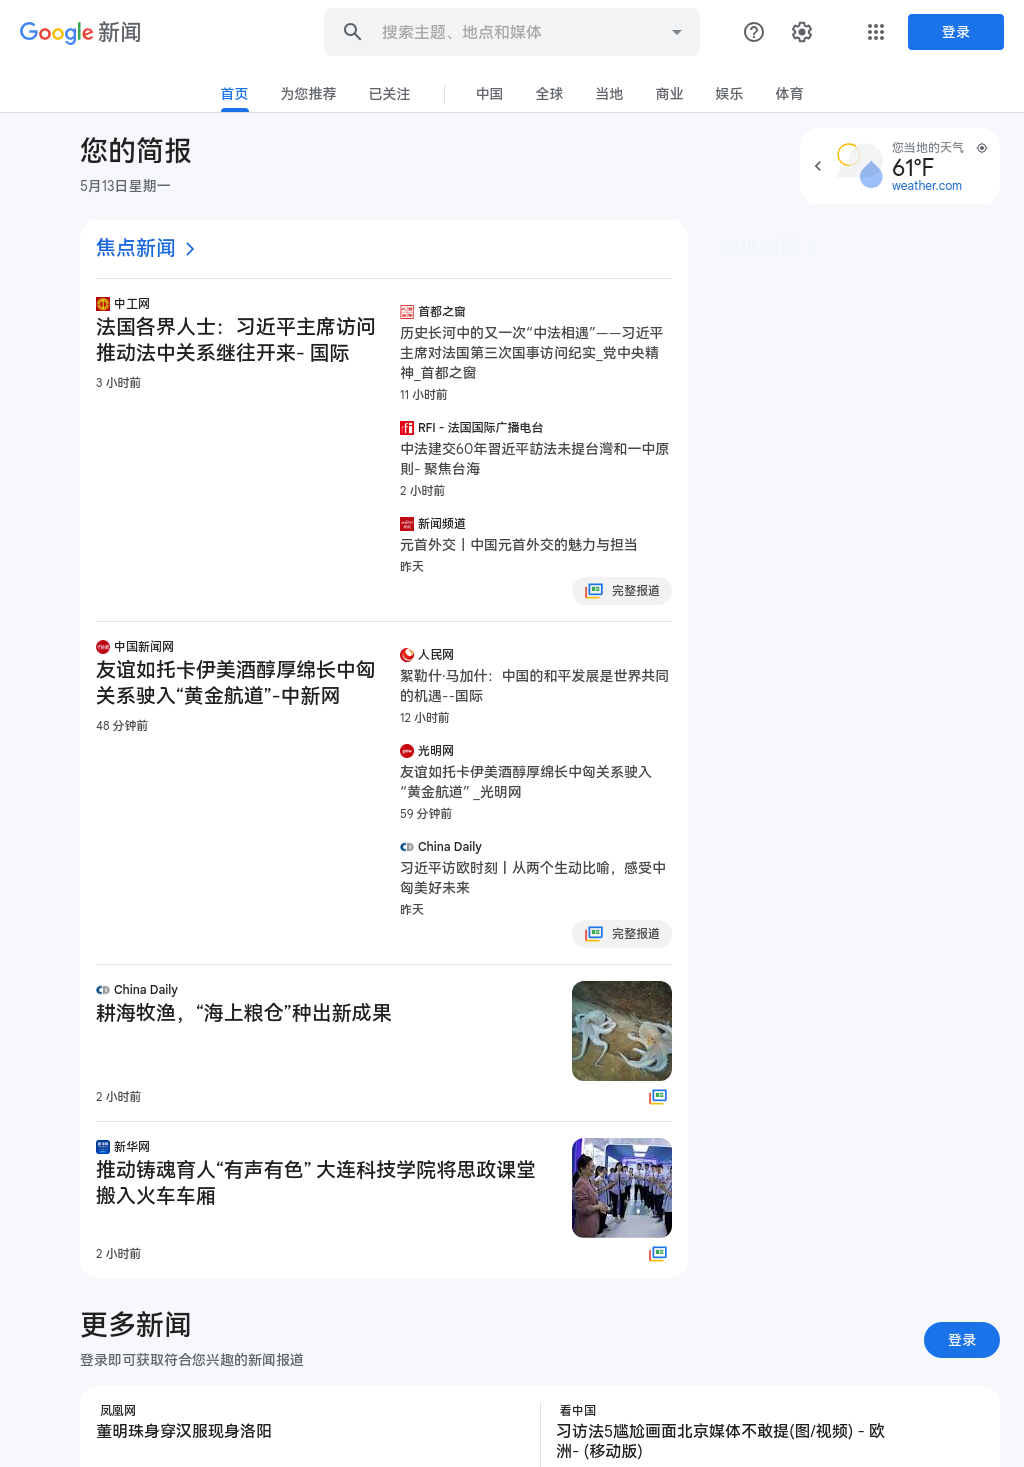 Google 新闻
搜索主题、地点和媒体
登录
首页
为您推荐
已关注
中国
全球
当地
商业
娱乐
体育
您的简报
5月13日星期一
您当地的天气
61°F
weather.com
焦点新闻
本地新闻
中工网
法国各界人士：习近平主席访问
推动法中关系继往开来- 国际
3 小时前
首都之窗
历史长河中的又一次“中法相遇”——习近平
主席对法国第三次国事访问纪实_党中央精
神_首都之窗
11 小时前
RFI - 法国国际广播电台
中法建交60年習近平訪法未提台灣和一中原
則- 聚焦台海
2 小时前
新闻频道
元首外交丨中国元首外交的魅力与担当
昨天
完整报道
中国新闻网
友谊如托卡伊美酒醇厚绵长中匈
关系驶入“黄金航道”-中新网
48 分钟前
人民网
絮勒什·马加什：中国的和平发展是世界共同
的机遇--国际
12 小时前
光明网
友谊如托卡伊美酒醇厚绵长中匈关系驶入
“黄金航道” _光明网
59 分钟前
China Daily
习近平访欧时刻丨从两个生动比喻，感受中
匈美好未来
昨天
完整报道
China Daily
耕海牧渔，“海上粮仓”种出新成果
2 小时前
新华网
推动铸魂育人“有声有色” 大连科技学院将思政课堂
搬入火车车厢
2 小时前
更多新闻
登录即可获取符合您兴趣的新闻报道
登录
凤凰网
董明珠身穿汉服现身洛阳
看中国
习访法5尴尬画面北京媒体不敢提(图/视频) - 欧
洲- (移动版)